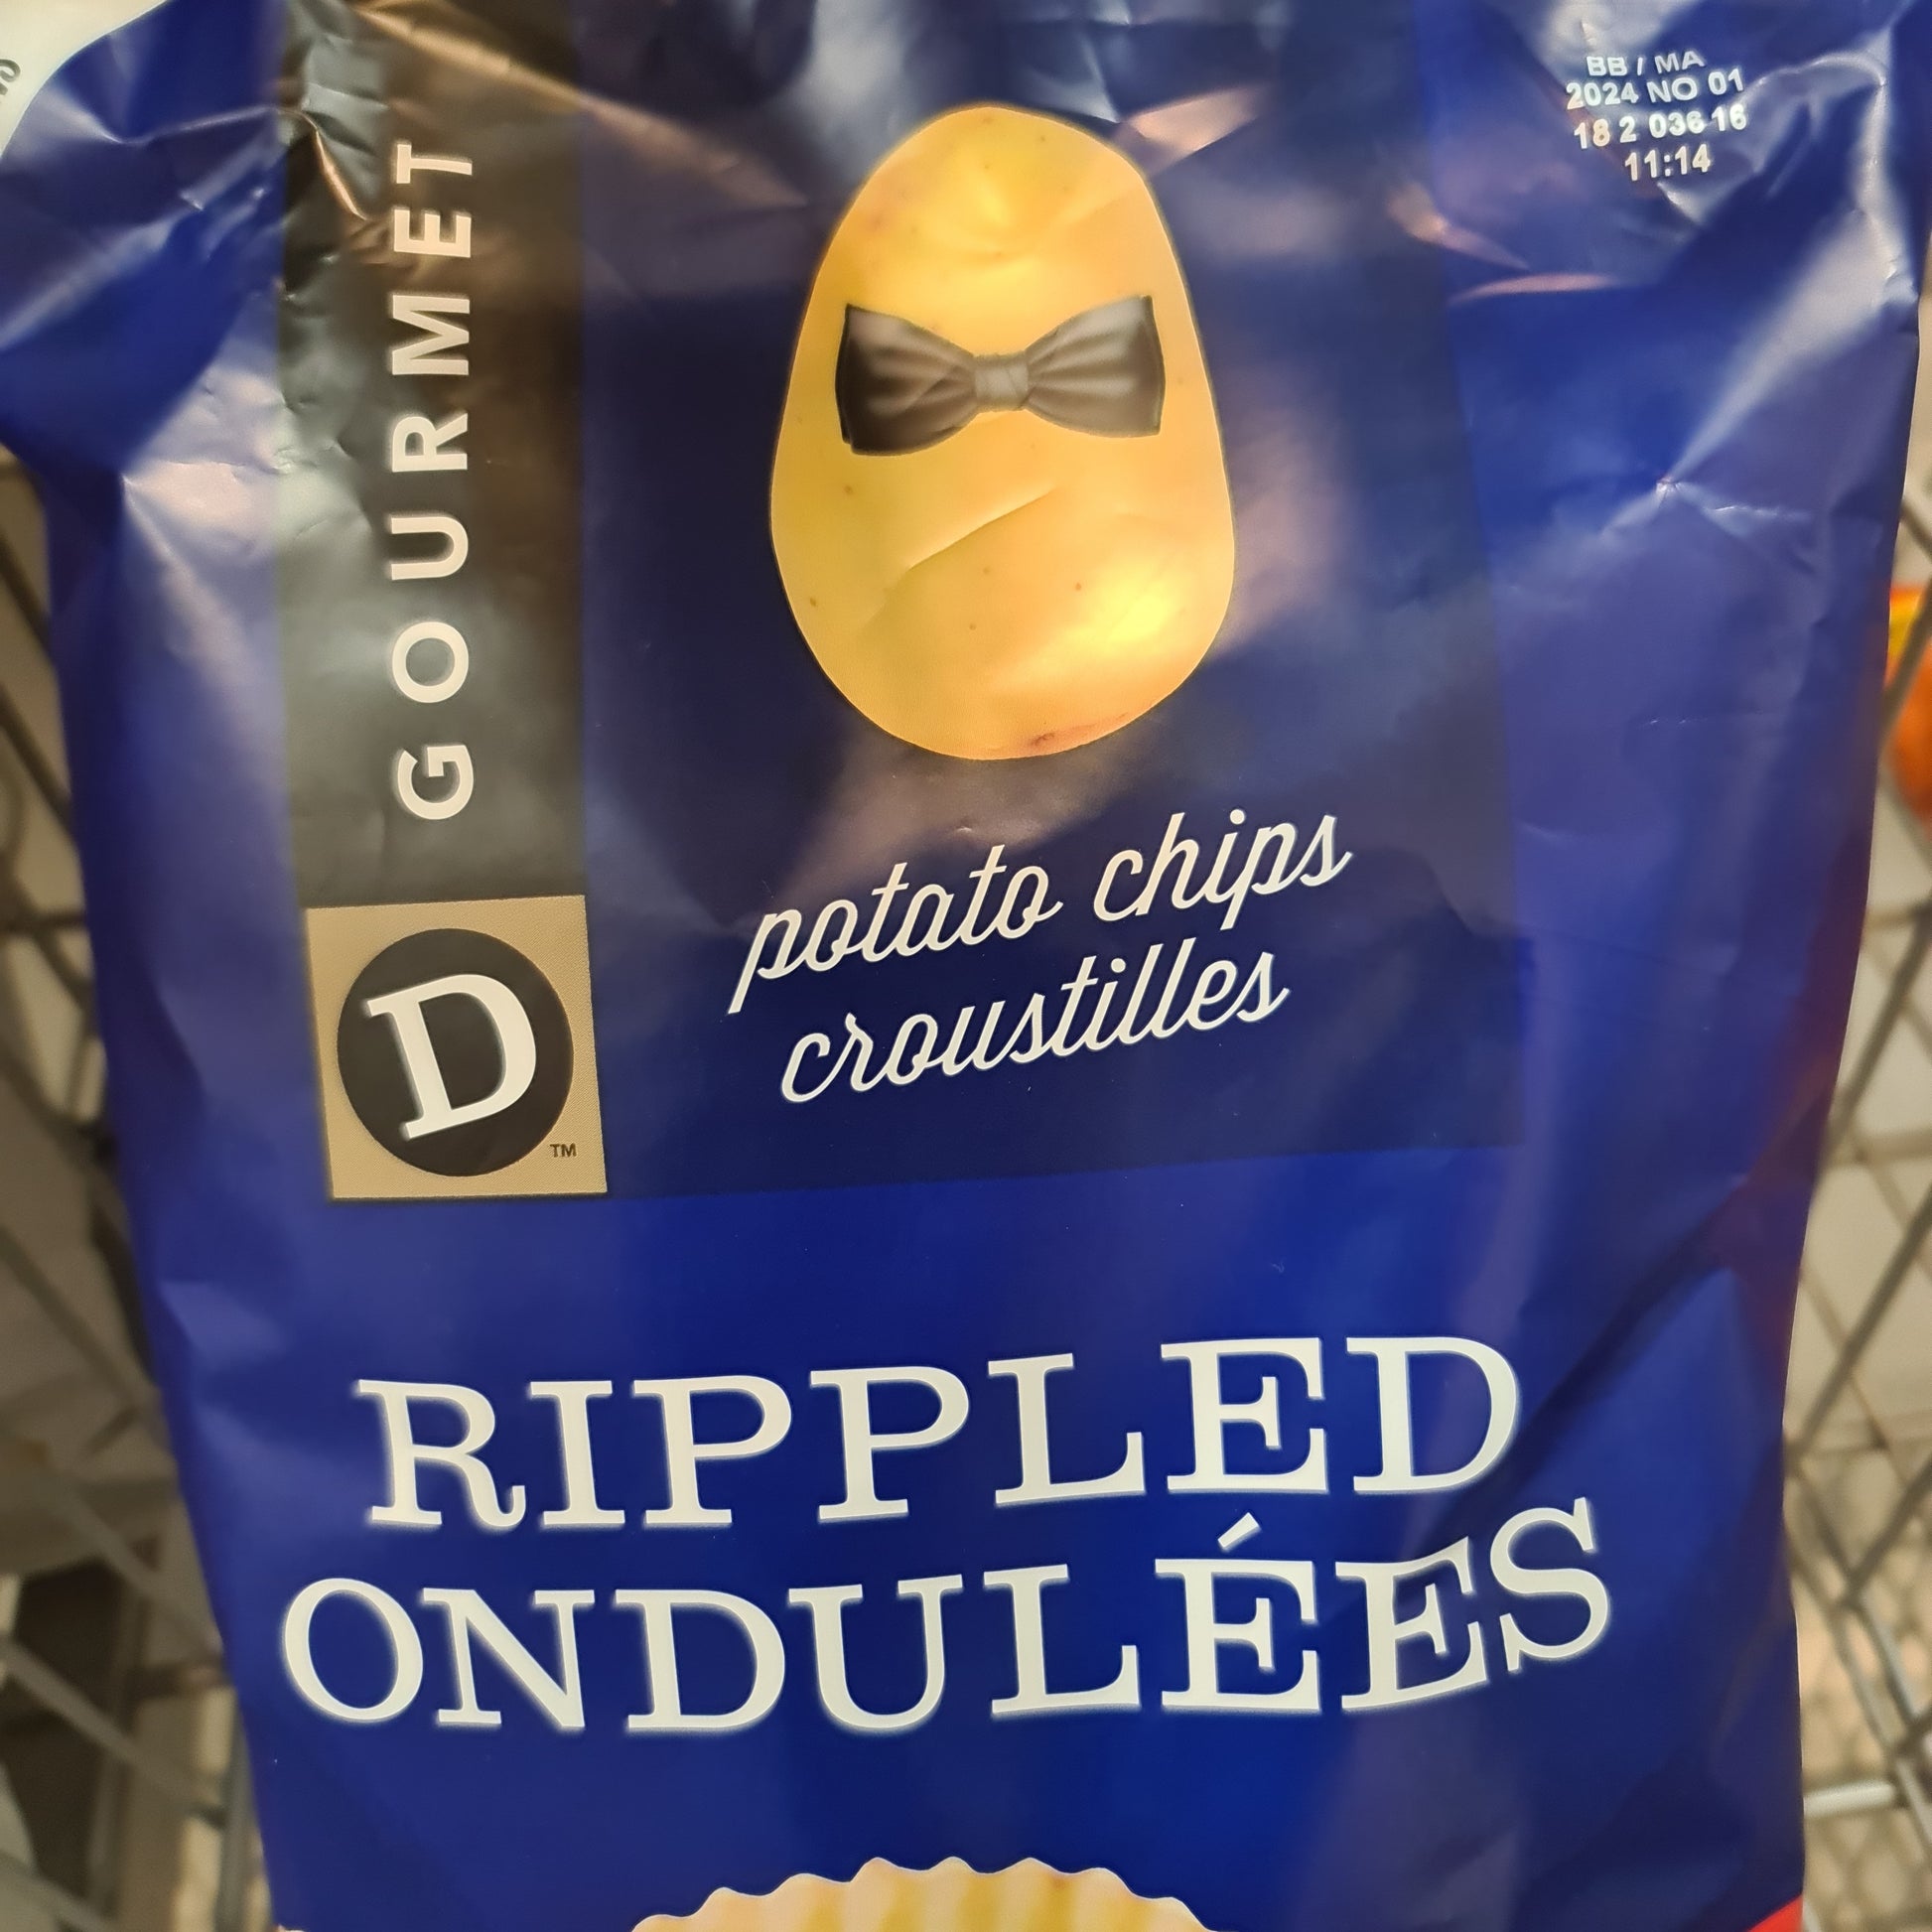 BB / MA
2024 NO 01
18 2 036 16
11:14
GOURMET
D
TM
potato chips
croustilles
RIPPLED
ONDULÉES